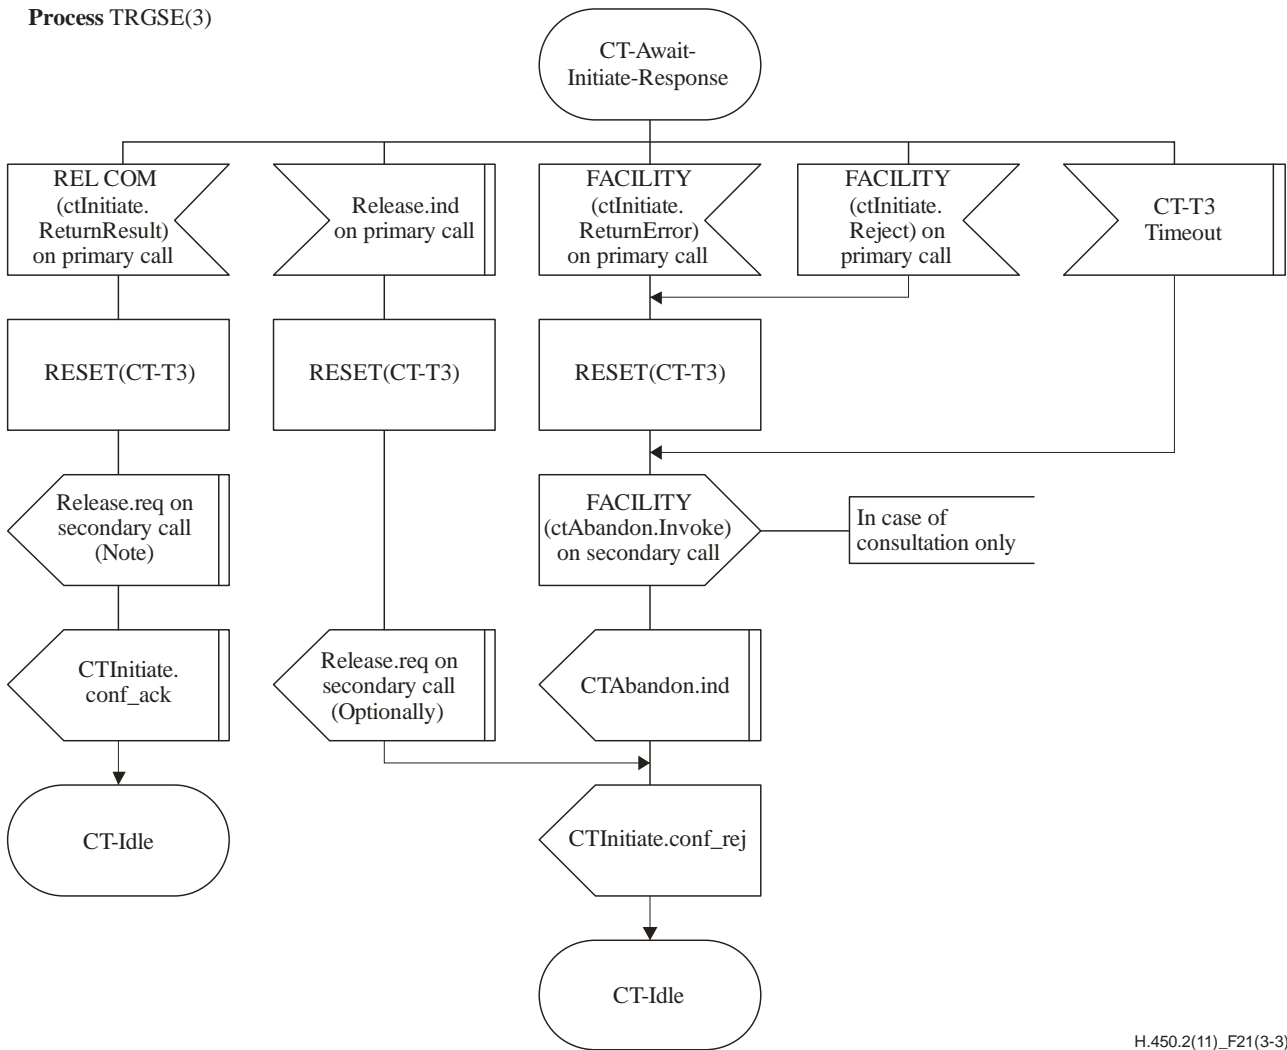 Process TRGSE(3)
CT-Await-
Initiate-Response
REL COM
(ctInitiate.
ReturnResult)
on primary call
Release.ind
on primary call
FACILITY
(ctInitiate.
ReturnError)
on primary call
FACILITY
(ctInitiate.
Reject) on
primary call
CT-T3
Timeout
RESET(CT-T3)
RESET(CT-T3)
RESET(CT-T3)
Release.req on
secondary call
(Note)
FACILITY
(ctAbandon.Invoke)
on secondary call
In case of
consultation only
CTInitiate.
conf_ack
Release.req on
secondary call
(Optionally)
CTAbandon.ind
CT-Idle
CTInitiate.conf_rej
CT-Idle
H.450.2(11)_F21(3-3)